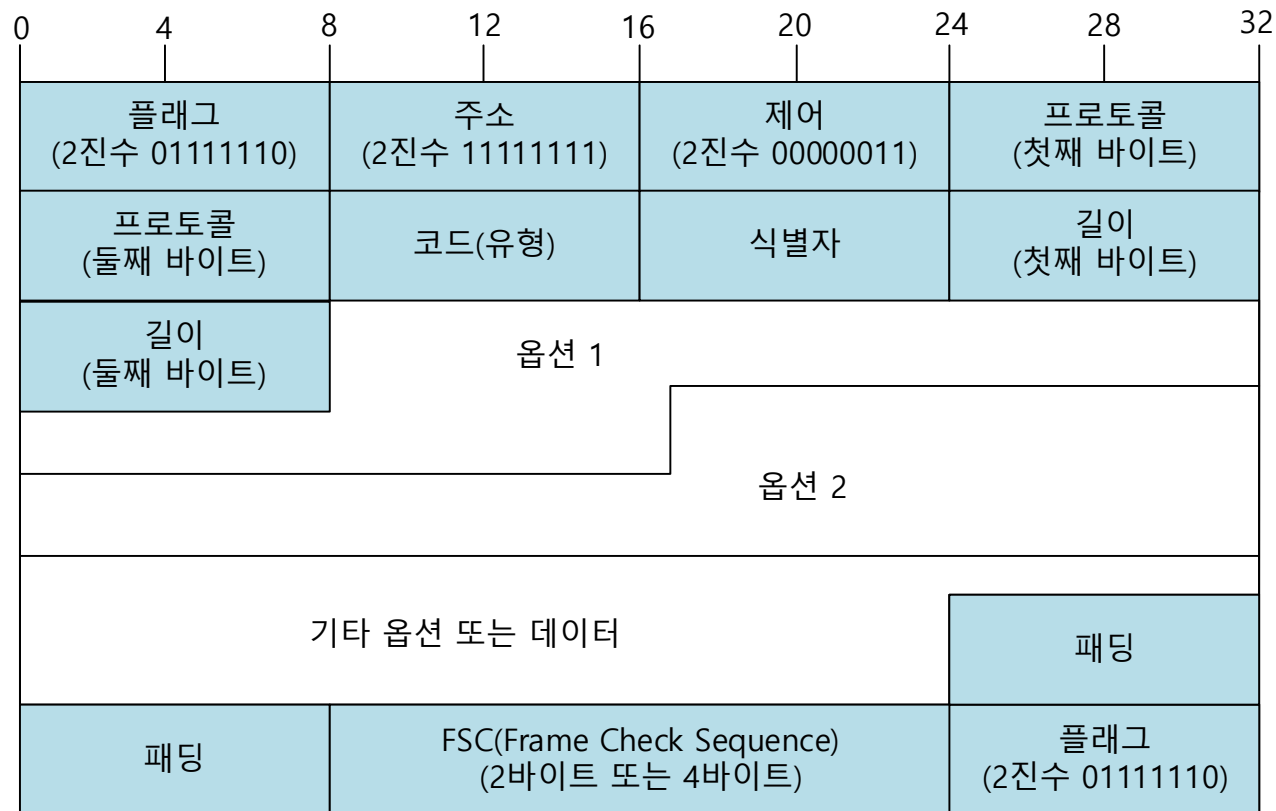 0 4 8 12 16 20 24 28 32
플래그
(2진수 01111110)
주소
(2진수 11111111)
제어
(2진수 00000011)
프로토콜
(첫째 바이트)
프로토콜
(둘째 바이트)
코드(유형)
식별자
길이
(첫째 바이트)
길이
(둘째 바이트)
옵션 1
옵션 2
기타 옵션 또는 데이터
패딩
패딩
FSC(Frame Check Sequence)
(2바이트 또는 4바이트)
플래그
(2진수 01111110)